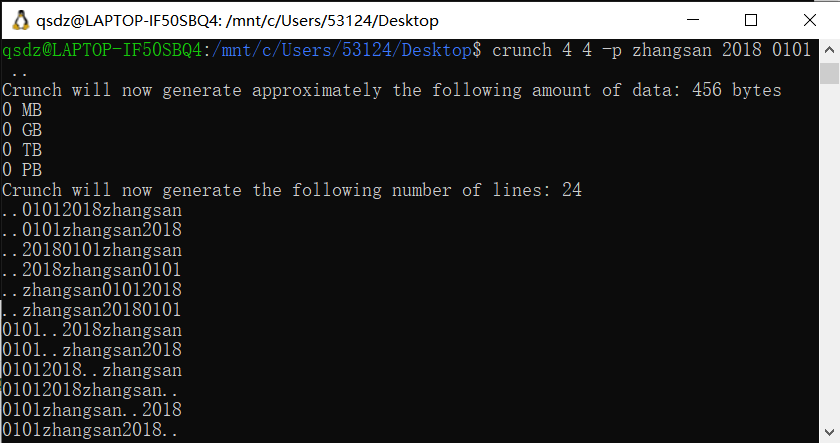 qsdz@LAPTOP-IF50SBQ4: /mnt/c/Users/53124/Desktop
qsdz@LAPTOP-IF50SBQ4:/mnt/c/Users/53124/Desktop$ crunch 4 4 -p zhangsan 2018 0101
..
Crunch will now generate approximately the following amount of data: 456 bytes
0 MB
0 GB
0 TB
0 PB
Crunch will now generate the following number of lines: 24
..01012018zhangsan
..0101zhangsan2018
..20180101zhangsan
..2018zhangsan0101
..zhangsan01012018
..zhangsan20180101
0101..2018zhangsan
0101..zhangsan2018
01012018..zhangsan
01012018zhangsan..
0101zhangsan..2018
0101zhangsan2018..